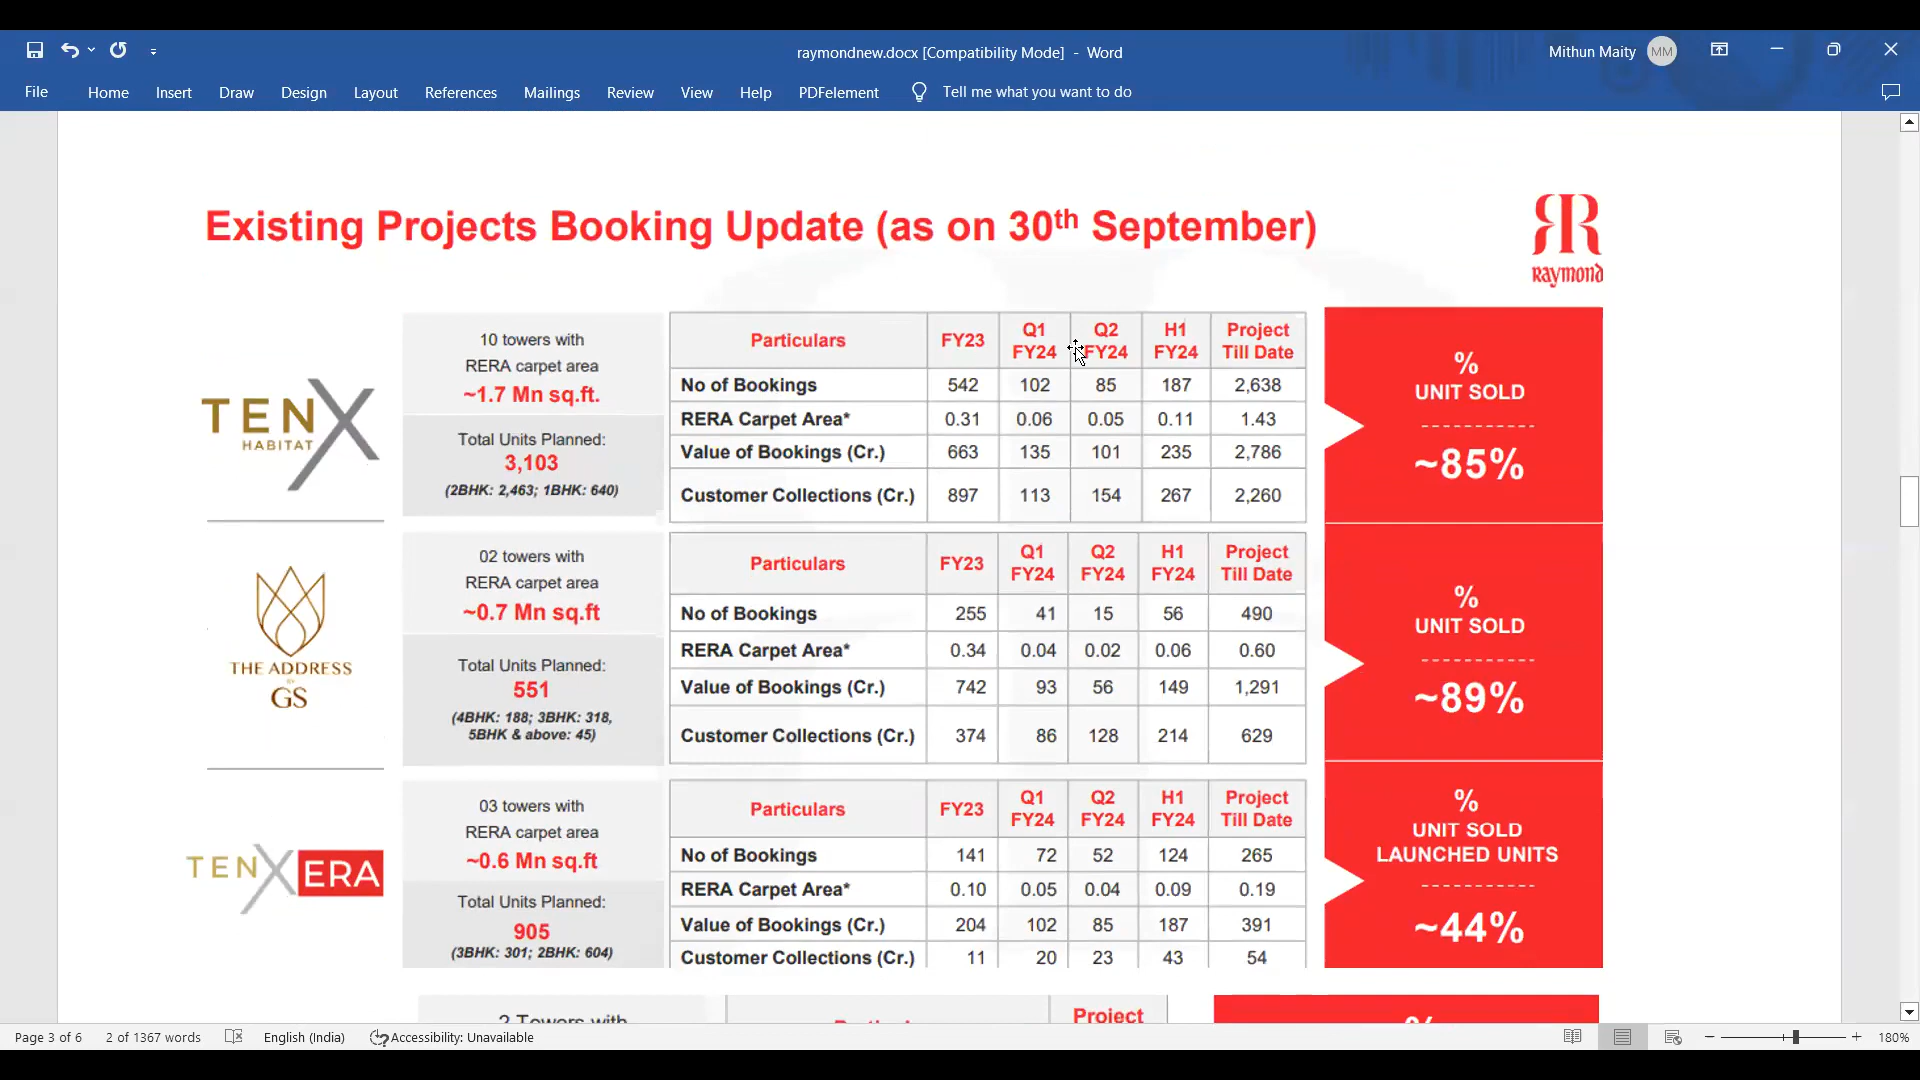 raymondnew.docx [Compatibility Mode] - Word
Mithun Maity MM
File Home Insert Draw Design Layout References Mailings Review View Help PDFelement Tell me what you want to do
Existing Projects Booking Update (as on 30th September)
Raymond
TEN X
HABITAT
10 towers with
RERA carpet area
~1.7 Mn sq.ft.
Total Units Planned:
3,103
(2BHK: 2,463; 1BHK: 640)
Particulars FY23 Q1 FY24 Q2 FY24 H1 FY24 Project Till Date
No of Bookings 542 102 85 187 2,638
RERA Carpet Area* 0.31 0.06 0.05 0.11 1.43
Value of Bookings (Cr.) 663 135 101 235 2,786
Customer Collections (Cr.) 897 113 154 267 2,260
%
UNIT SOLD
~85%
THE ADDRESS
BY
GS
02 towers with
RERA carpet area
~0.7 Mn sq.ft
Total Units Planned:
551
(4BHK: 188; 3BHK: 318,
5BHK & above: 45)
Particulars FY23 Q1 FY24 Q2 FY24 H1 FY24 Project Till Date
No of Bookings 255 41 15 56 490
RERA Carpet Area* 0.34 0.04 0.02 0.06 0.60
Value of Bookings (Cr.) 742 93 56 149 1,291
Customer Collections (Cr.) 374 86 128 214 629
%
UNIT SOLD
~89%
TEN X ERA
03 towers with
RERA carpet area
~0.6 Mn sq.ft
Total Units Planned:
905
(3BHK: 301; 2BHK: 604)
Particulars FY23 Q1 FY24 Q2 FY24 H1 FY24 Project Till Date
No of Bookings 141 72 52 124 265
RERA Carpet Area* 0.10 0.05 0.04 0.09 0.19
Value of Bookings (Cr.) 204 102 85 187 391
Customer Collections (Cr.) 11 20 23 43 54
%
UNIT SOLD
LAUNCHED UNITS
~44%
2 Towers with
Project
Page 3 of 6 2 of 1367 words English (India) Accessibility: Unavailable 180%